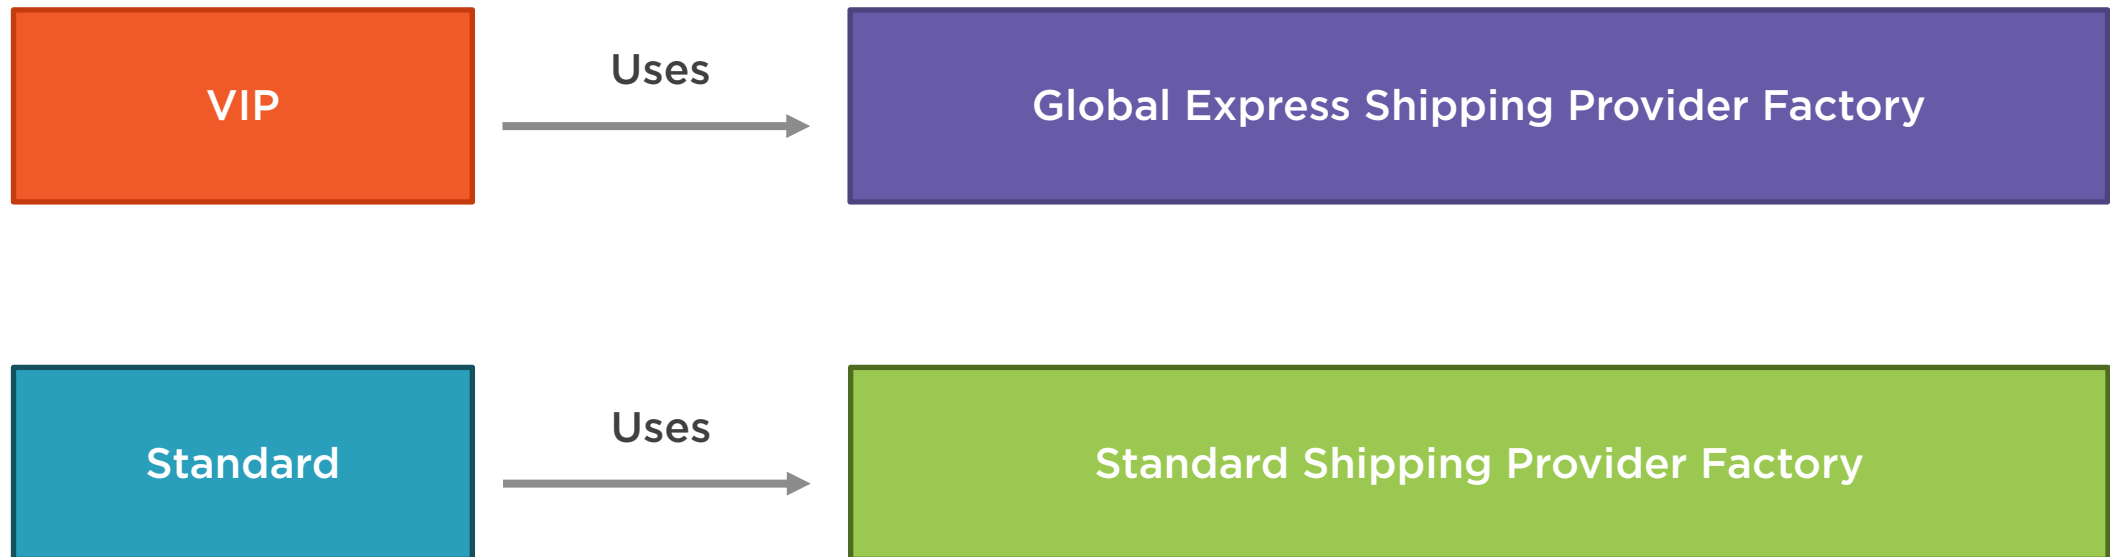 VIP
Uses
Global Express Shipping Provider Factory
Standard
Uses
Standard Shipping Provider Factory